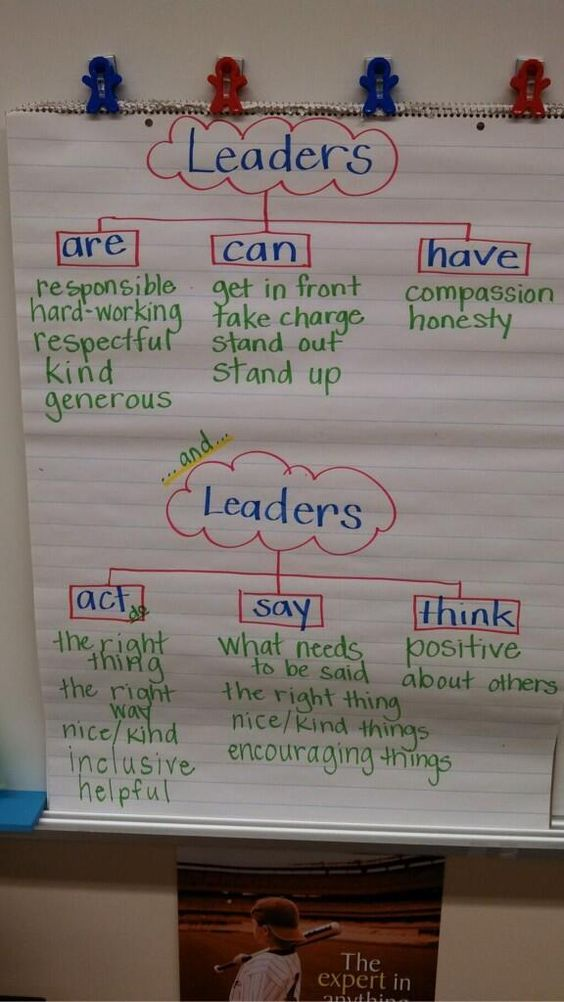 Leaders
are
responsible
hard-working
respectful
kind
generous
can
get in front
take charge
stand out
stand up
have
compassion
honesty
...and...
Leaders
act
do
the right
thing
the right
way
nice/kind
inclusive
helpful
say
what needs
to be said
the right thing
nice/kind things
encouraging things
think
positive
about others
The
expert in
anything